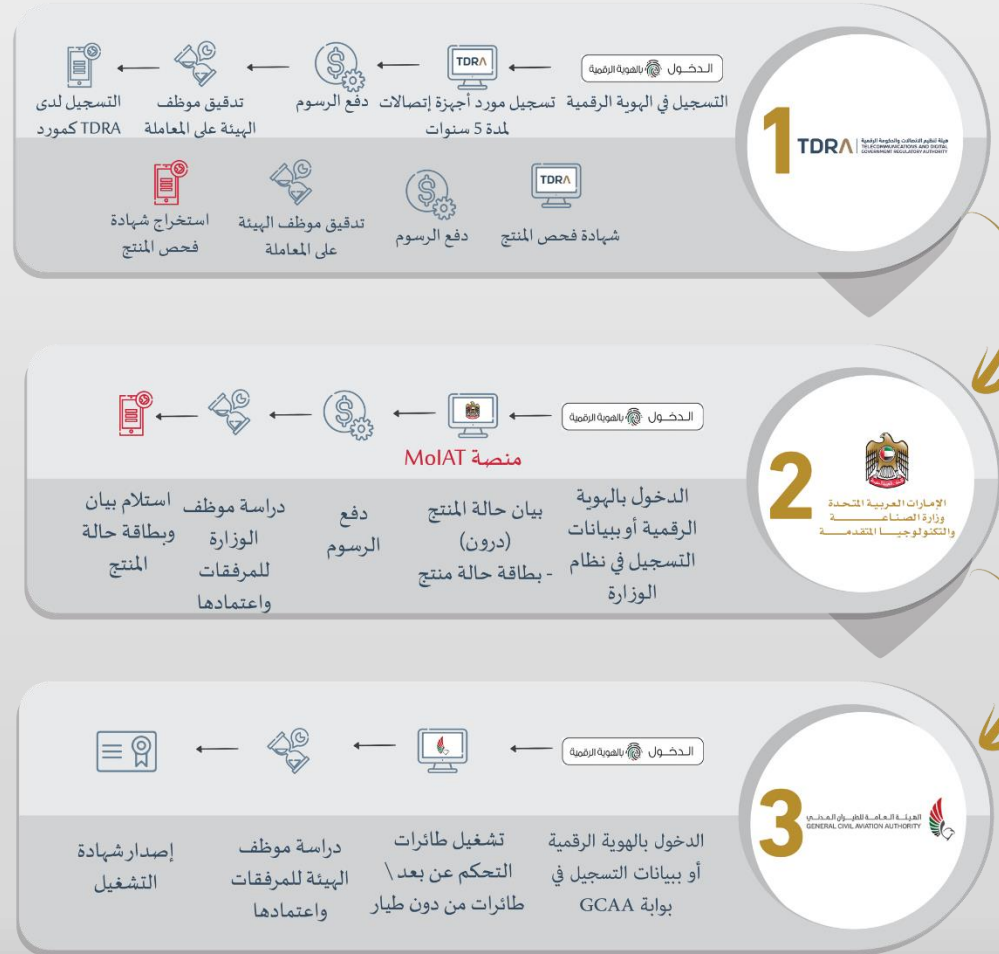 1
TDRA
هيئة تنظيم الاتصالات والحكومة الرقمية
TELECOMMUNICATIONS AND DIGITAL
GOVERNMENT REGULATORY AUTHORITY
الدخول بالهوية الرقمية
TDRA
التسجيل في الهوية الرقمية
تسجيل مورد أجهزة إتصالات
لمدة 5 سنوات
دفع الرسوم
تدقيق موظف
الهيئة على المعاملة
التسجيل لدى
TDRA كمورد
TDRA
شهادة فحص المنتج
دفع الرسوم
تدقيق موظف الهيئة
على المعاملة
استخراج شهادة
فحص المنتج
2
الإمارات العربية المتحدة
وزارة الصناعة
والتكنولوجيا المتقدمة
الدخول بالهوية الرقمية
منصة MoIAT
الدخول بالهوية
الرقمية أو ببيانات
التسجيل في نظام
الوزارة
بيان حالة المنتج
(درون)
- بطاقة حالة منتج
دفع
الرسوم
دراسة موظف
الوزارة
للمرفقات
واعتمادها
استلام بيان
وبطاقة حالة
المنتج
3
الهيئة العامة للطيران المدني
GENERAL CIVIL AVIATION AUTHORITY
الدخول بالهوية الرقمية
الدخول بالهوية الرقمية
أو ببيانات التسجيل في
بوابة GCAA
تشغيل طائرات
التحكم عن بعد \
طائرات من دون طيار
دراسة موظف
الهيئة للمرفقات
واعتمادها
إصدار شهادة
التشغيل